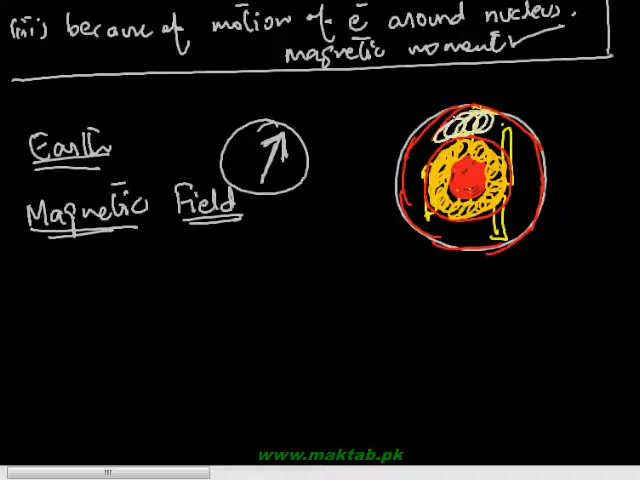 (iii) because of motion of e̅ around nucleus.
magnetic moment
Earth
Magnetic Field
www.maktab.pk